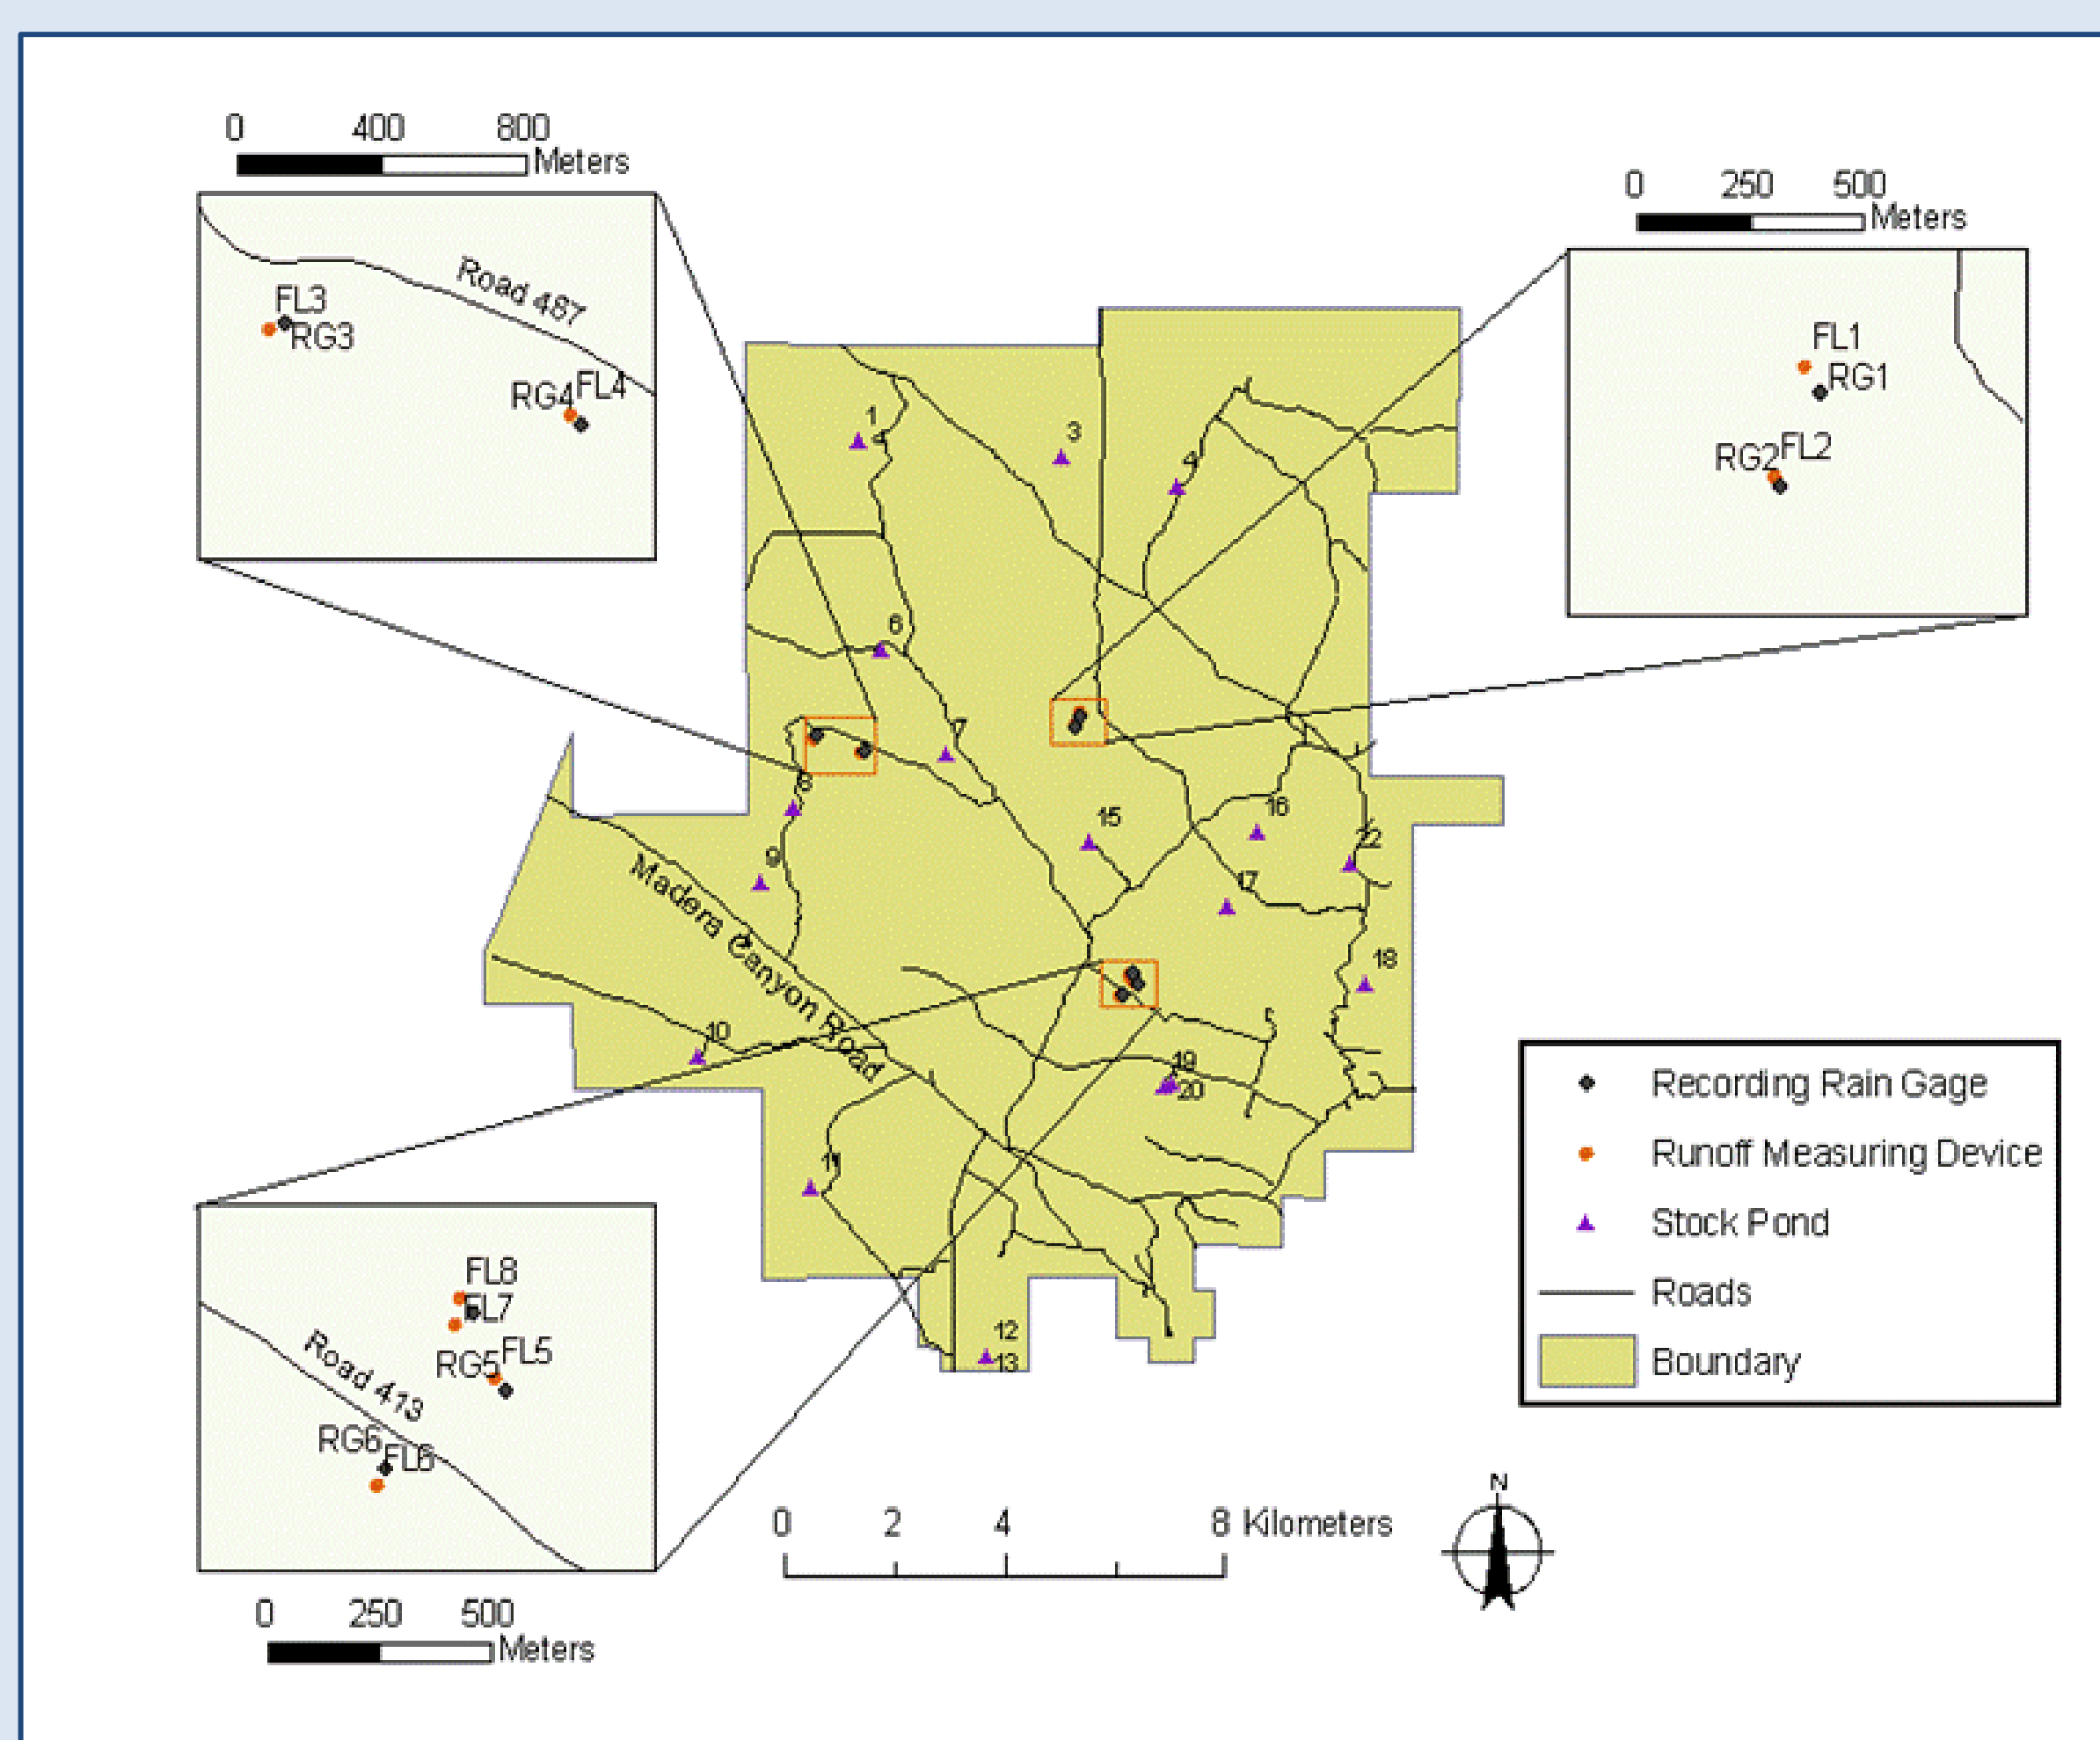 0 400 800
Meters
FL3
RG3
Road 487
RG4
FL4
0 250 500
Meters
FL1
RG1
RG2
FL2
1
3
4
6
7
8
9
10
11
12
13
15
16
17
18
19
20
22
Madera Canyon Road
FL8
FL7
RG5
FL5
Road 413
RG6
FL6
0 250 500
Meters
0 2 4 8 Kilometers
N
Recording Rain Gage
Runoff Measuring Device
Stock Pond
Roads
Boundary